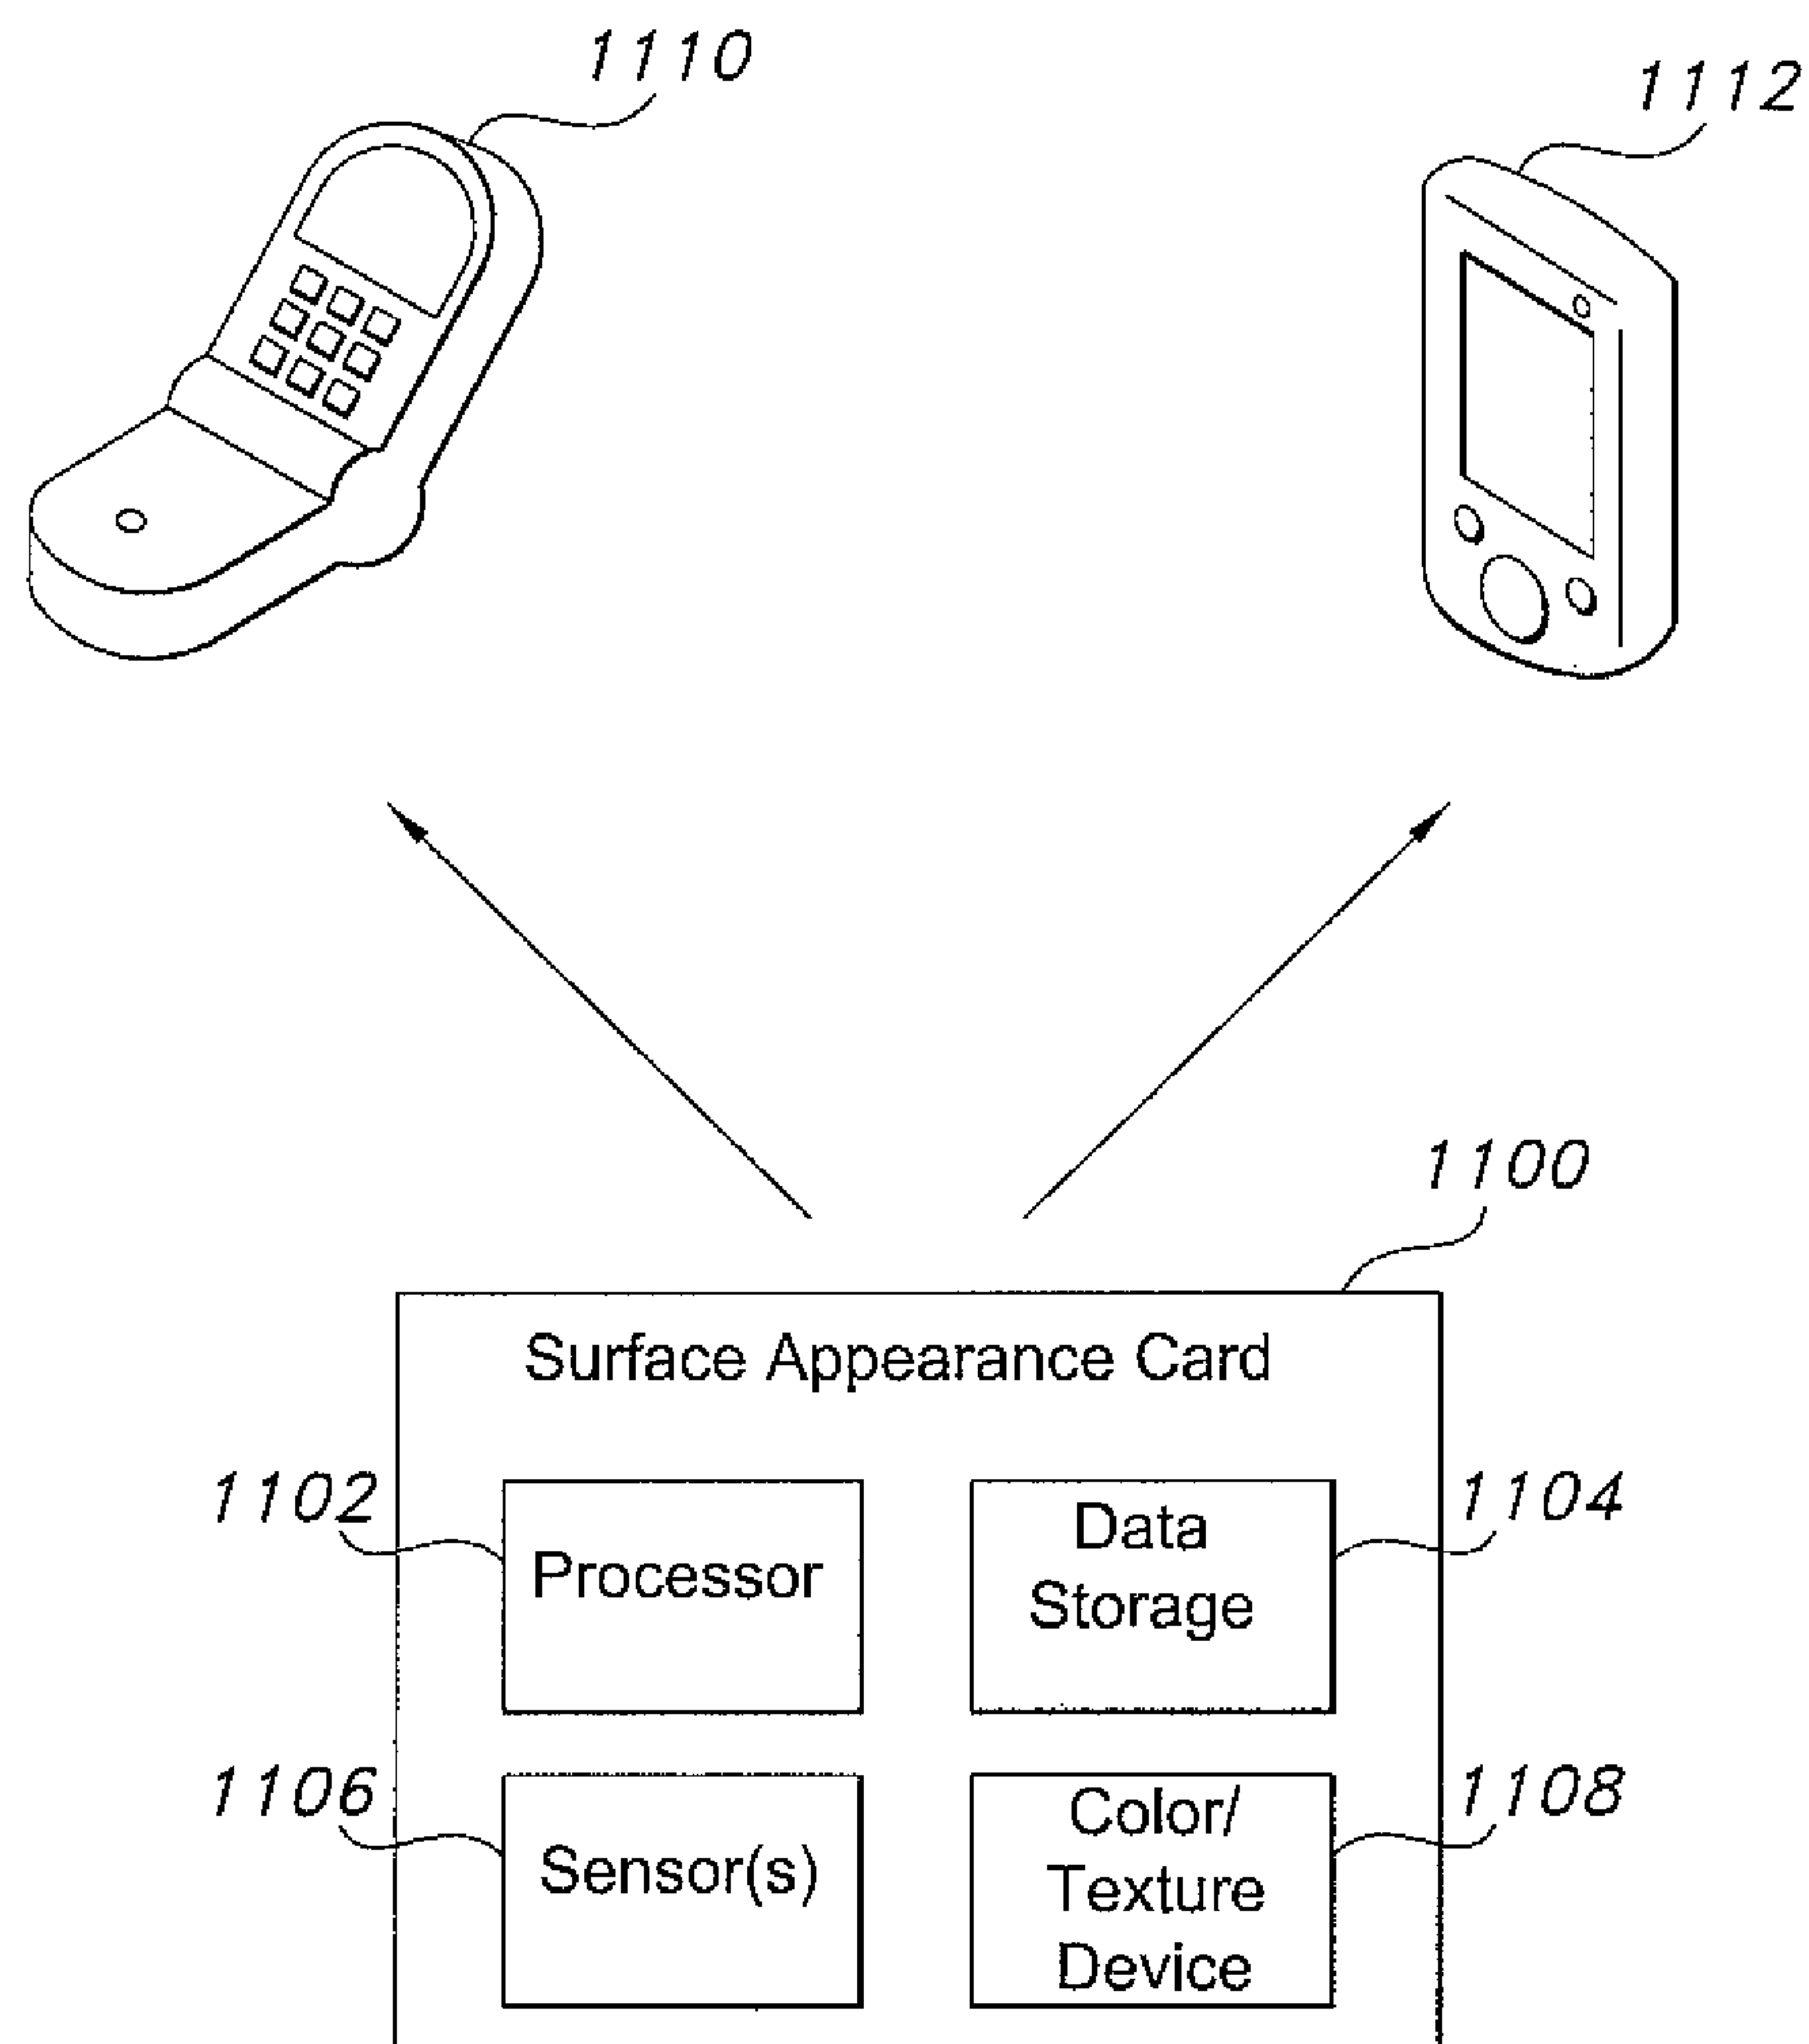 1110
1112
1100
Surface Appearance Card
1102
Processor
Data
Storage
1104
1106
Sensor(s)
Color/
Texture
Device
1108